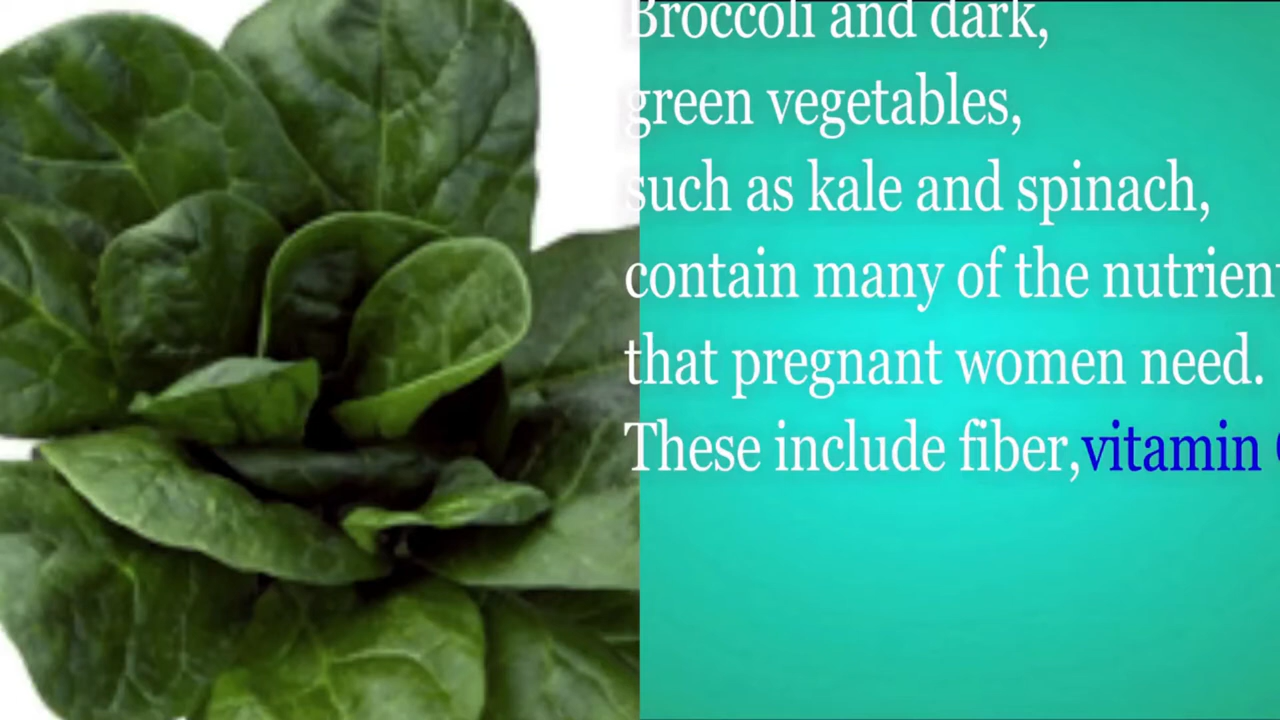 Broccoli and dark,
green vegetables,
such as kale and spinach,
contain many of the nutrien
that pregnant women need.
These include fiber,vitamin